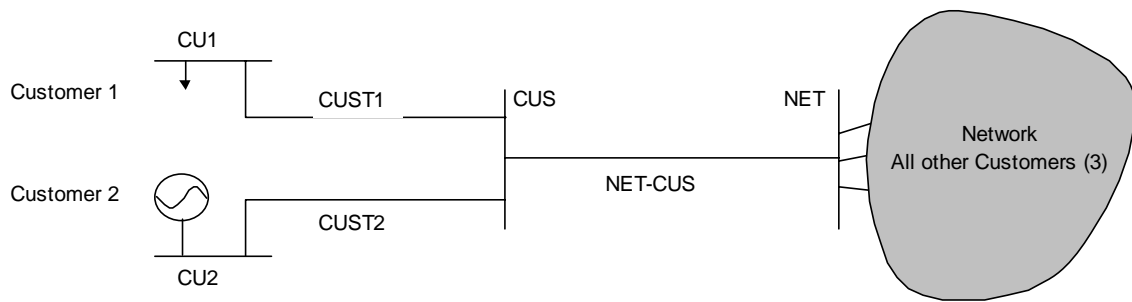 CU1
Customer 1
CUST1
CUS
NET
Network
All other Customers (3)
Customer 2
NET-CUS
CUST2
CU2